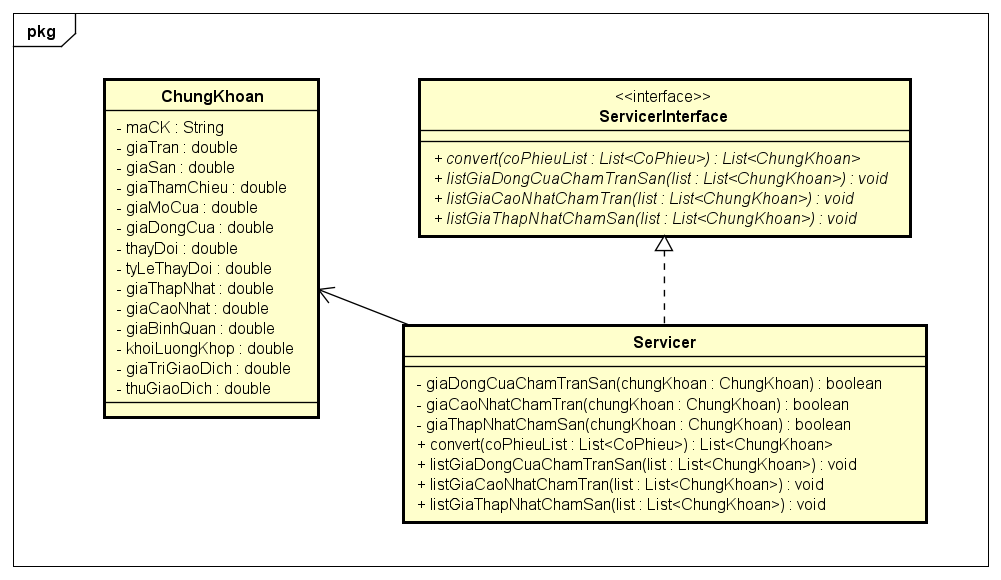 pkg
ChungKhoan
- maCK : String
- giaTran : double
- giaSan : double
- giaThamChieu : double
- giaMoCua : double
- giaDongCua : double
- thayDoi : double
- tyLeThayDoi : double
- giaThapNhat : double
- giaCaoNhat : double
- giaBinhQuan : double
- khoiLuongKhop : double
- giaTriGiaoDich : double
- thuGiaoDich : double
<<interface>>
ServicerInterface
+ convert(coPhieuList : List<CoPhieu>) : List<ChungKhoan>
+ listGiaDongCuaChamTranSan(list : List<ChungKhoan>) : void
+ listGiaCaoNhatChamTran(list : List<ChungKhoan>) : void
+ listGiaThapNhatChamSan(list : List<ChungKhoan>) : void
Servicer
- giaDongCuaChamTranSan(chungKhoan : ChungKhoan) : boolean
- giaCaoNhatChamTran(chungKhoan : ChungKhoan) : boolean
- giaThapNhatChamSan(chungKhoan : ChungKhoan) : boolean
+ convert(coPhieuList : List<CoPhieu>) : List<ChungKhoan>
+ listGiaDongCuaChamTranSan(list : List<ChungKhoan>) : void
+ listGiaCaoNhatChamTran(list : List<ChungKhoan>) : void
+ listGiaThapNhatChamSan(list : List<ChungKhoan>) : void